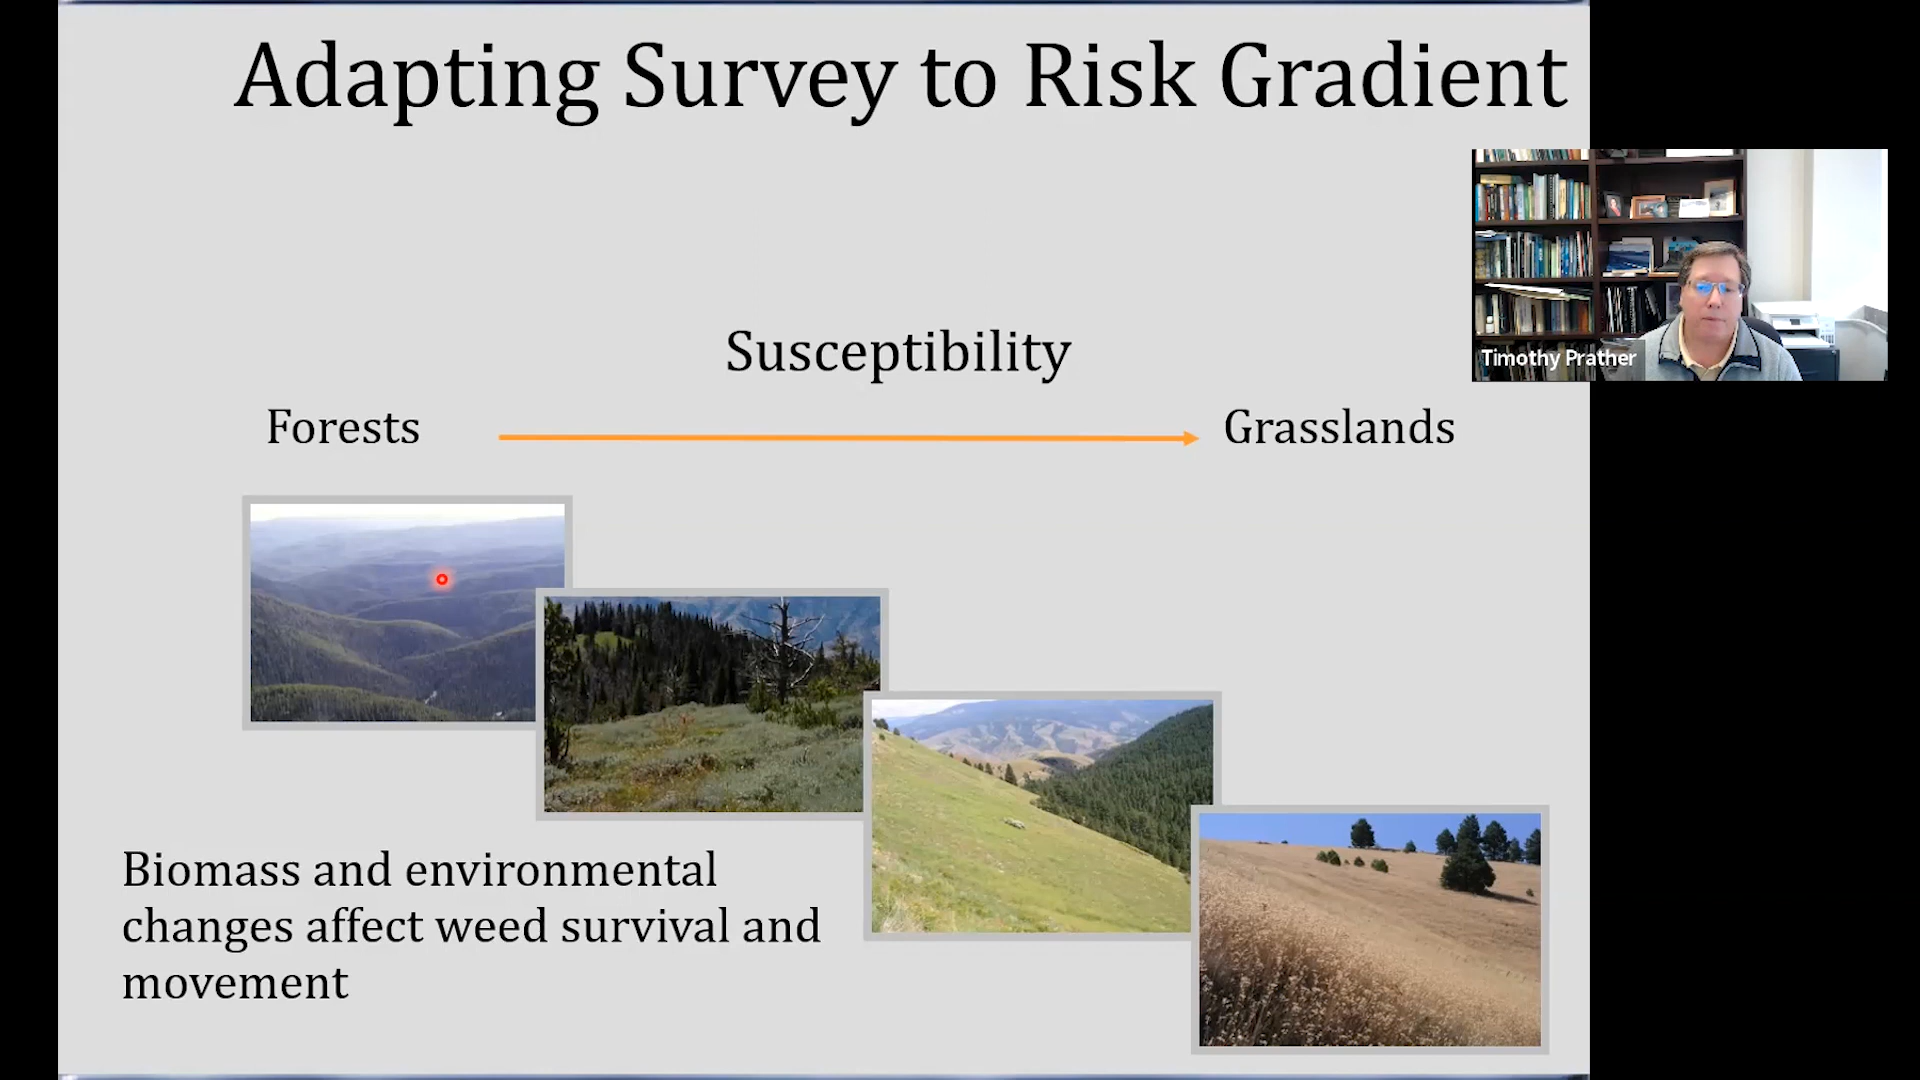 Adapting Survey to Risk Gradient
Susceptibility
Forests
Grasslands
Biomass and environmental
changes affect weed survival and
movement
Timothy Prather